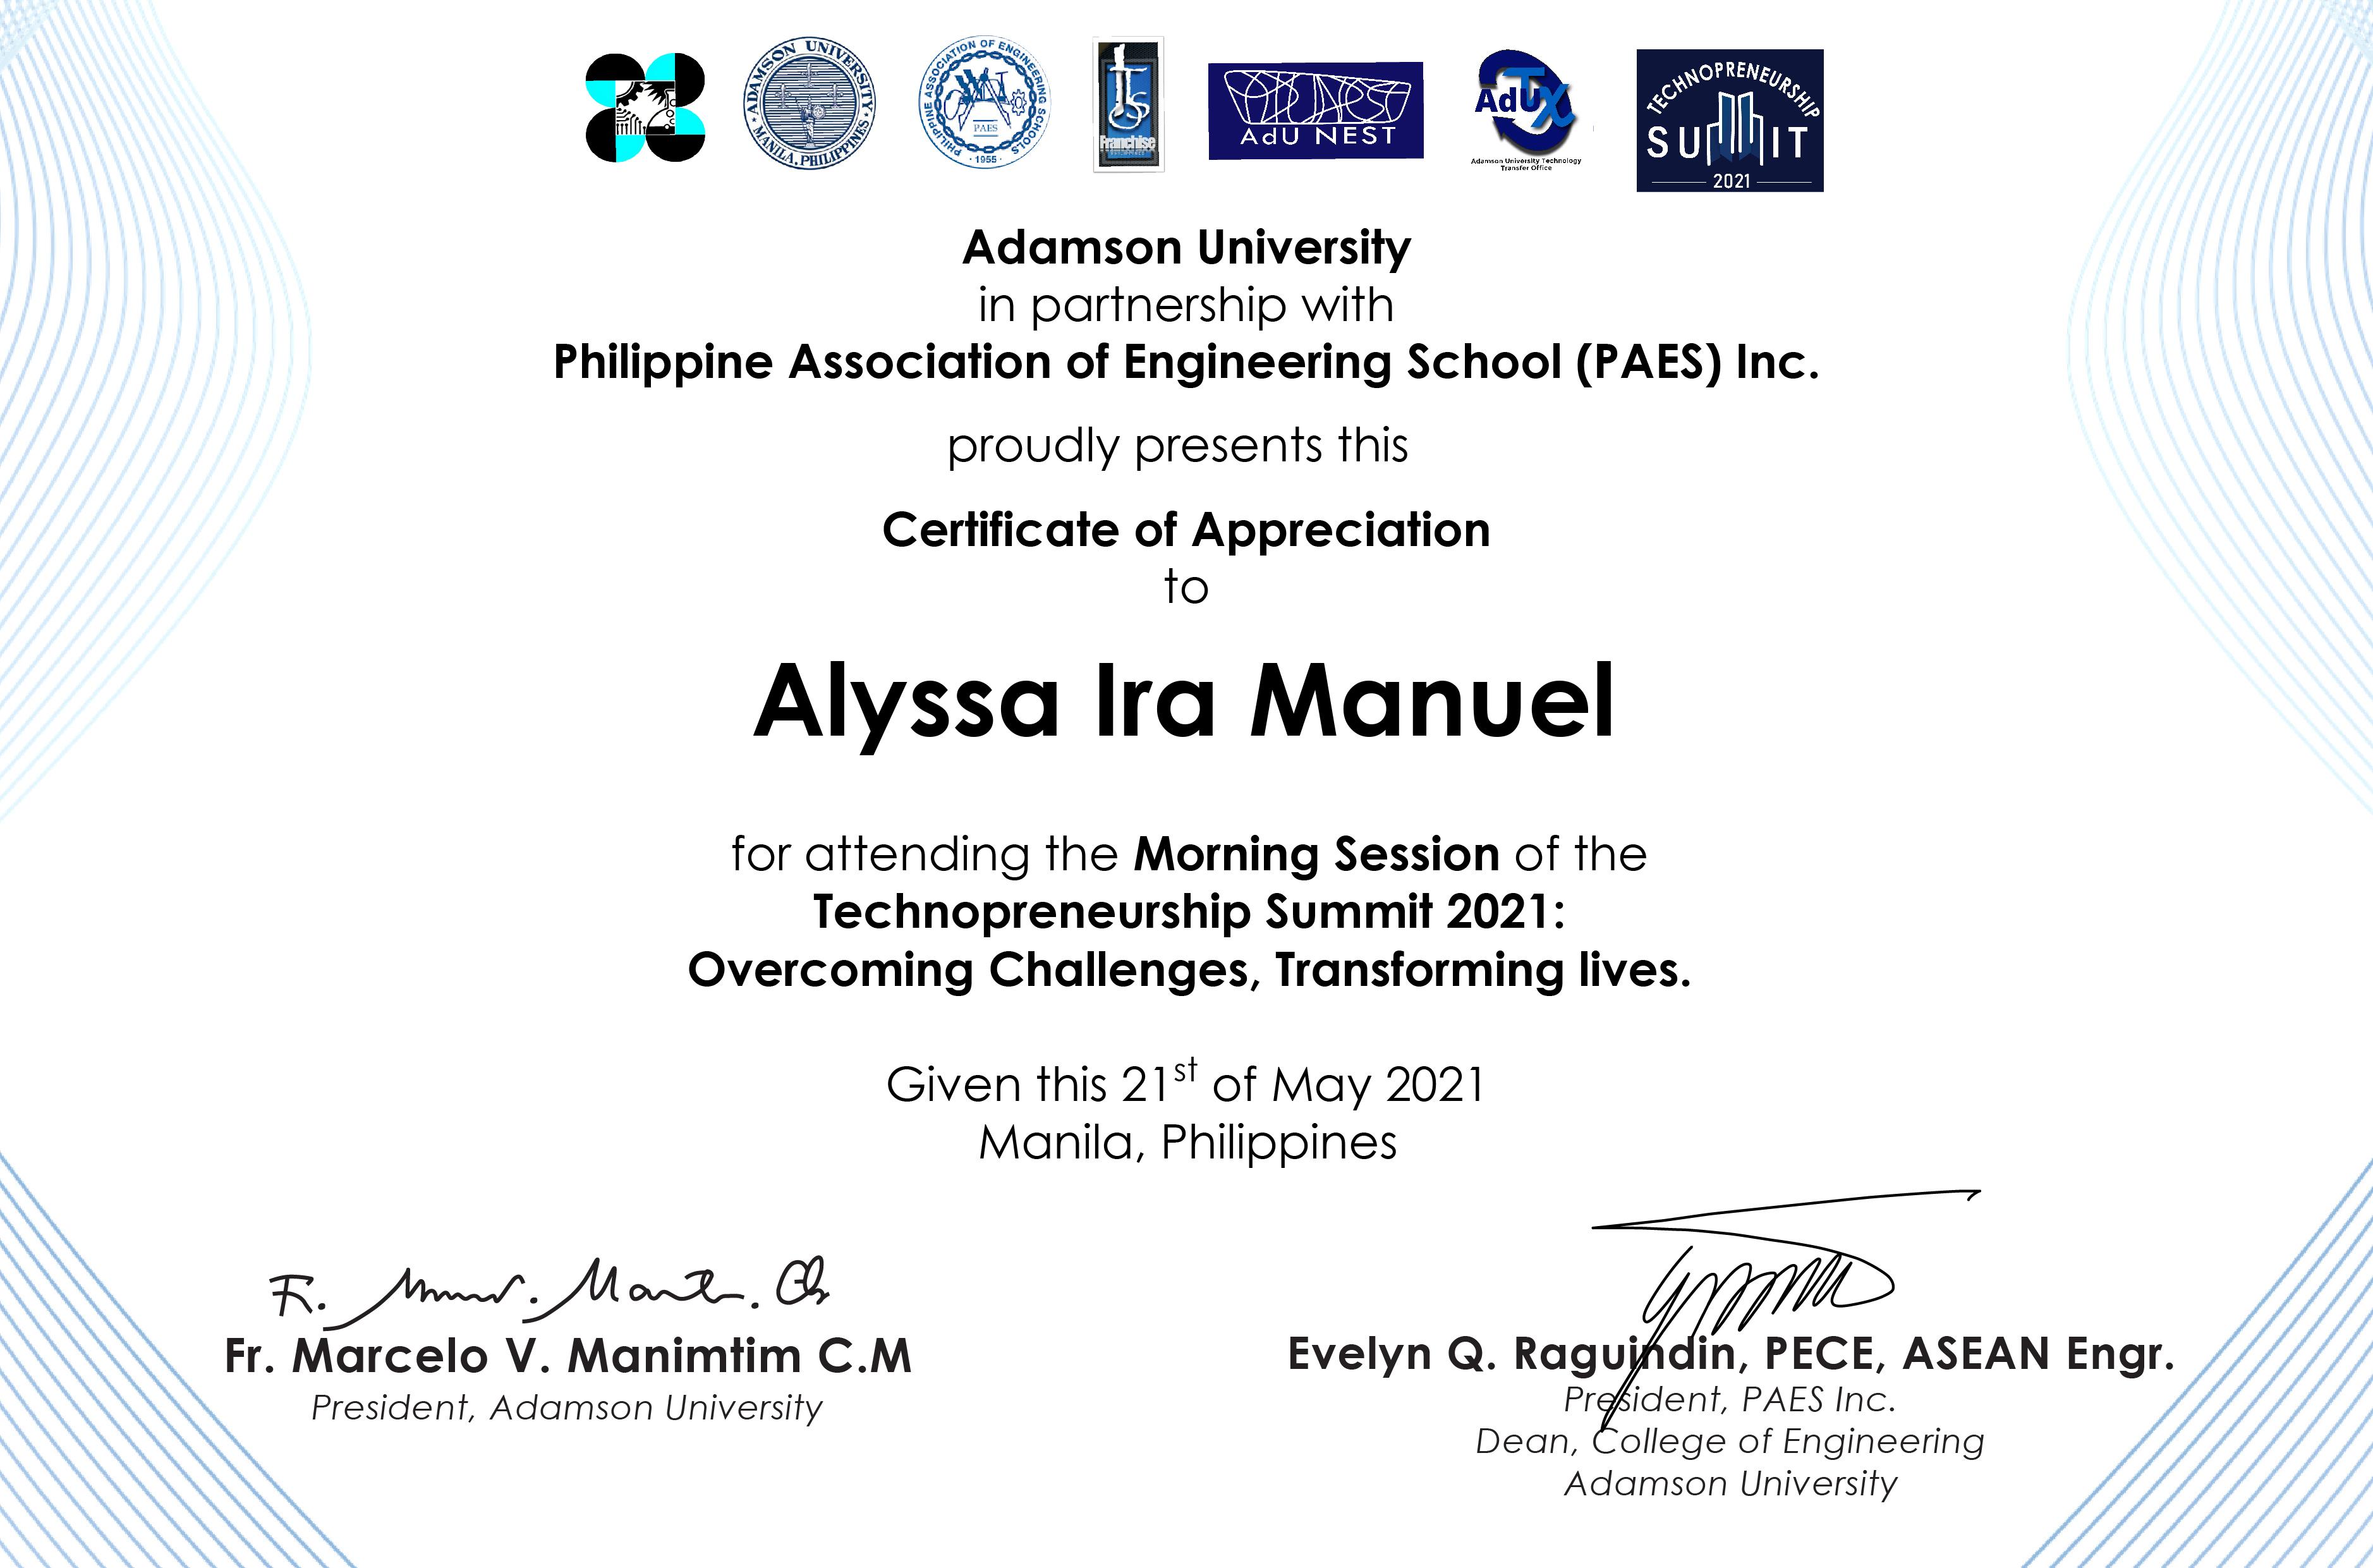 ADAMSON UNIVERSITY
MANILA, PHILIPPINES
PHILIPPINE ASSOCIATION OF ENGINEERING SCHOOLS
PAES
1955
Franchise
AdU NEST
AdUTX
Adamson University Technology
Transfer Office
TECHNOPRENEURSHIP
SUMMIT
2021
Adamson University
in partnership with
Philippine Association of Engineering School (PAES) Inc.
proudly presents this
Certificate of Appreciation
to
Alyssa Ira Manuel
for attending the Morning Session of the
Technopreneurship Summit 2021:
Overcoming Challenges, Transforming lives.
Given this 21st of May 2021
Manila, Philippines
Fr. Marcelo V. Manimtim C.M
President, Adamson University
Evelyn Q. Raguindin, PECE, ASEAN Engr.
President, PAES Inc.
Dean, College of Engineering
Adamson University